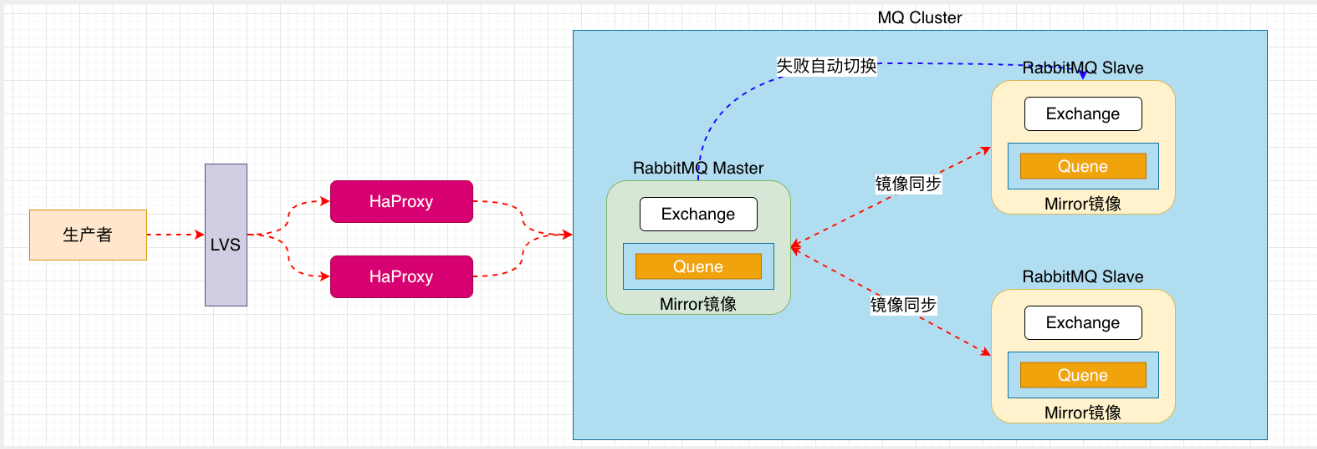 MQ Cluster
失败自动切换
RabbitMQ Slave
Exchange
Quene
Mirror镜像
RabbitMQ Master
Exchange
Quene
Mirror镜像
镜像同步
镜像同步
生产者
LVS
HaProxy
HaProxy
RabbitMQ Slave
Exchange
Quene
Mirror镜像